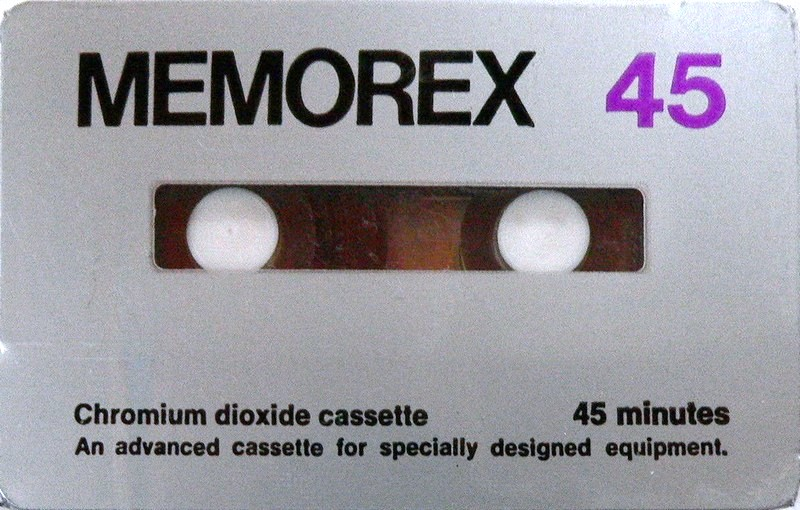 MEMOREX 45
Chromium dioxide cassette 45 minutes
An advanced cassette for specially designed equipment.